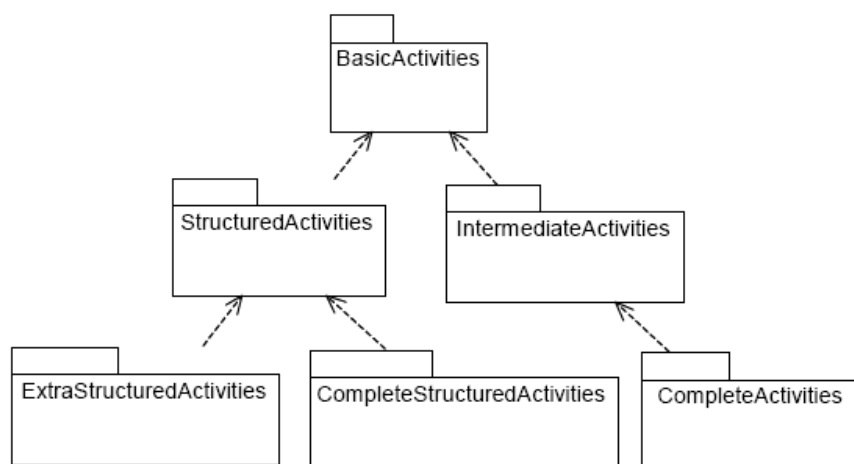 BasicActivities
StructuredActivities
IntermediateActivities
ExtraStructuredActivities
CompleteStructuredActivities
CompleteActivities